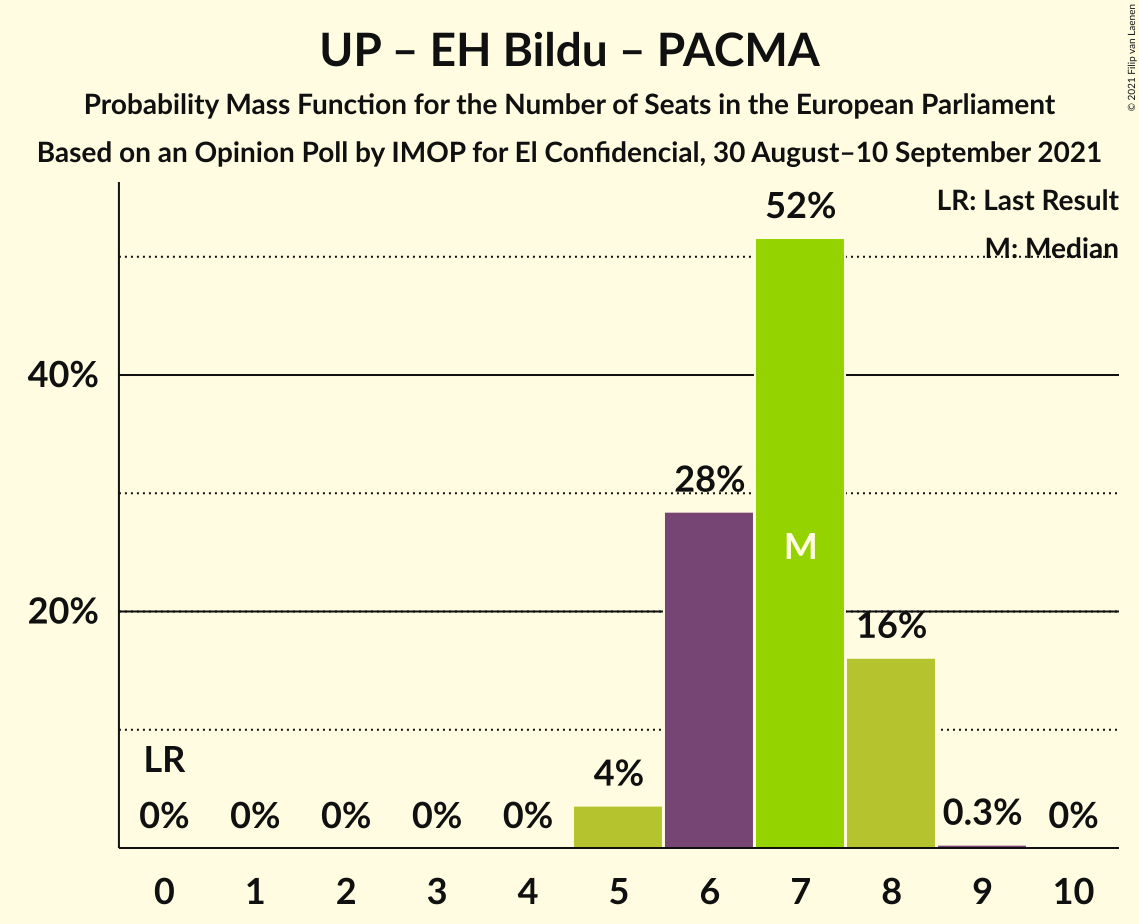 UP – EH Bildu – PACMA
Probability Mass Function for the Number of Seats in the European Parliament
Based on an Opinion Poll by IMOP for El Confidencial, 30 August–10 September 2021
© 2021 Filip van Laenen
LR: Last Result
M: Median
52%
40%
28%
M
20%
16%
LR
0%
0%
0%
0%
0%
4%
0.3%
0%
0 1 2 3 4 5 6 7 8 9 10